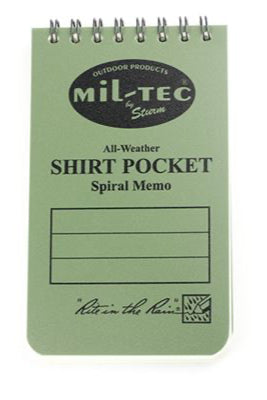 OUTDOOR PRODUCTS
MIL-TEC®
by Sturm
All-Weather
SHIRT POCKET
Spiral Memo
"Rite in the Rain"